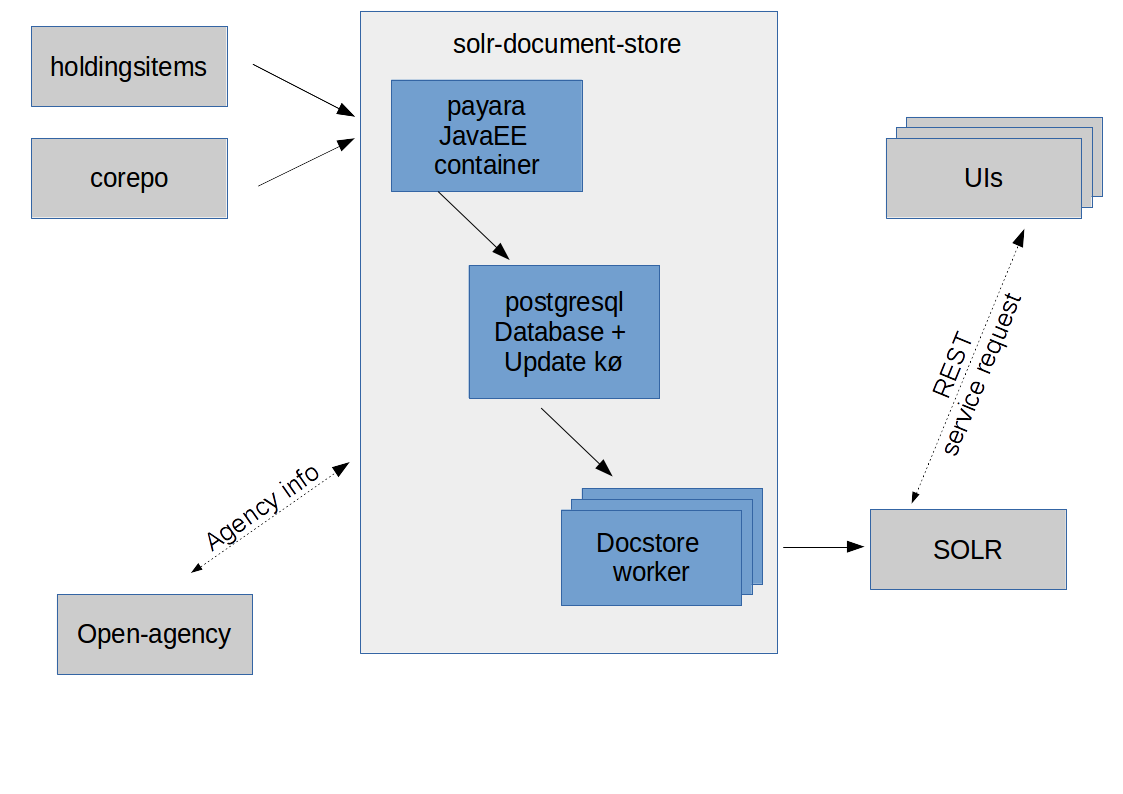 solr-document-store
holdingsitems
payara
JavaEE
container
corepo
UIs
postgresql
Database +
Update kø
REST
service request
Agency info
Docstore
worker
SOLR
Open-agency